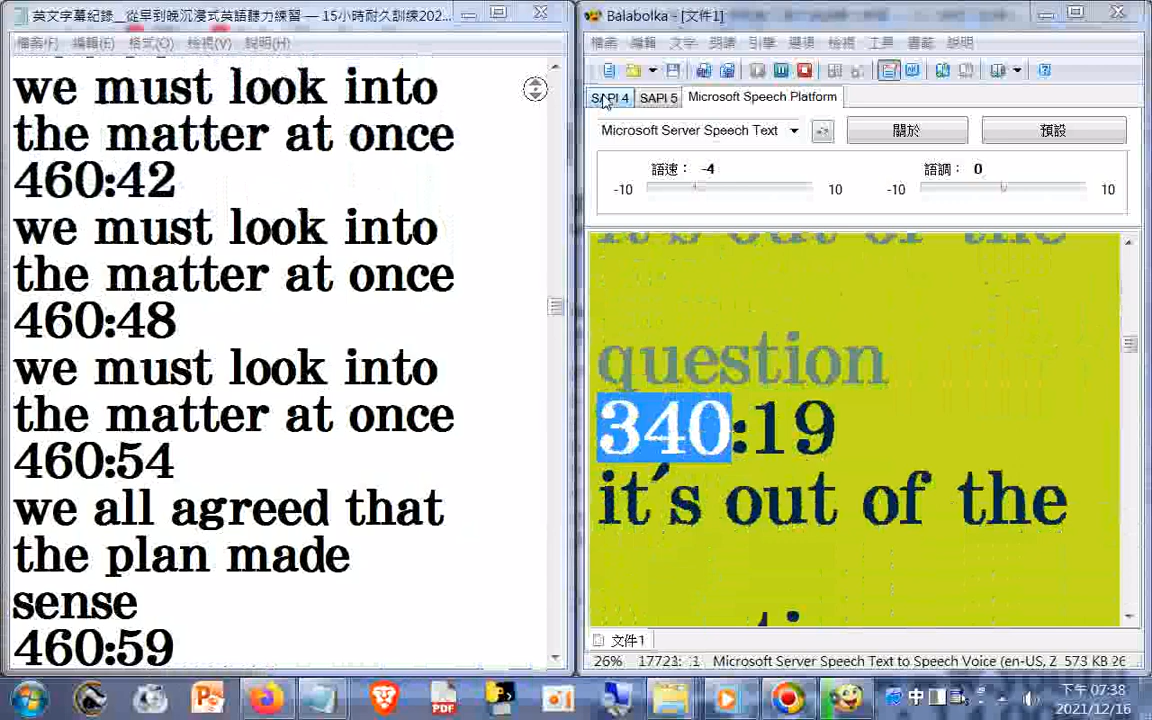 英文字幕紀錄__從早到晚沉浸式英語聽力練習 — 15小時耐久訓練202...
檔案(F) 編輯(E) 格式(O) 檢視(V) 說明(H)
we must look into
the matter at once
460:42
we must look into
the matter at once
460:48
we must look into
the matter at once
460:54
we all agreed that
the plan made
sense
460:59
Balabolka - [文件1]
檔案 編輯 文字 朗讀 引擎 選項 檢視 工具 書籤 說明
SAPI 4 SAPI 5 Microsoft Speech Platform
Microsoft Server Speech Text 關於 預設
語速： -4 語調： 0
-10 10 -10 10
it's out of the
question
340:19
it's out of the
文件1
26% 17723: :1 Microsoft Server Speech Text to Speech Voice (en-US, Z 573 KB 26
PDF
中
下午 07:38
2021/12/16